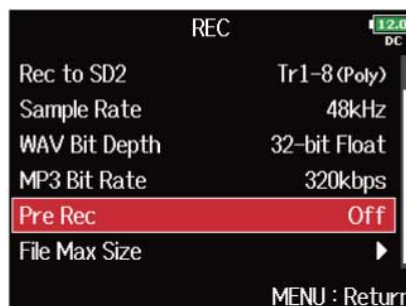 REC
12.0
DC
Rec to SD2 Tr1-8 (Poly)
Sample Rate 48kHz
WAV Bit Depth 32-bit Float
MP3 Bit Rate 320kbps
Pre Rec Off
File Max Size
MENU : Return